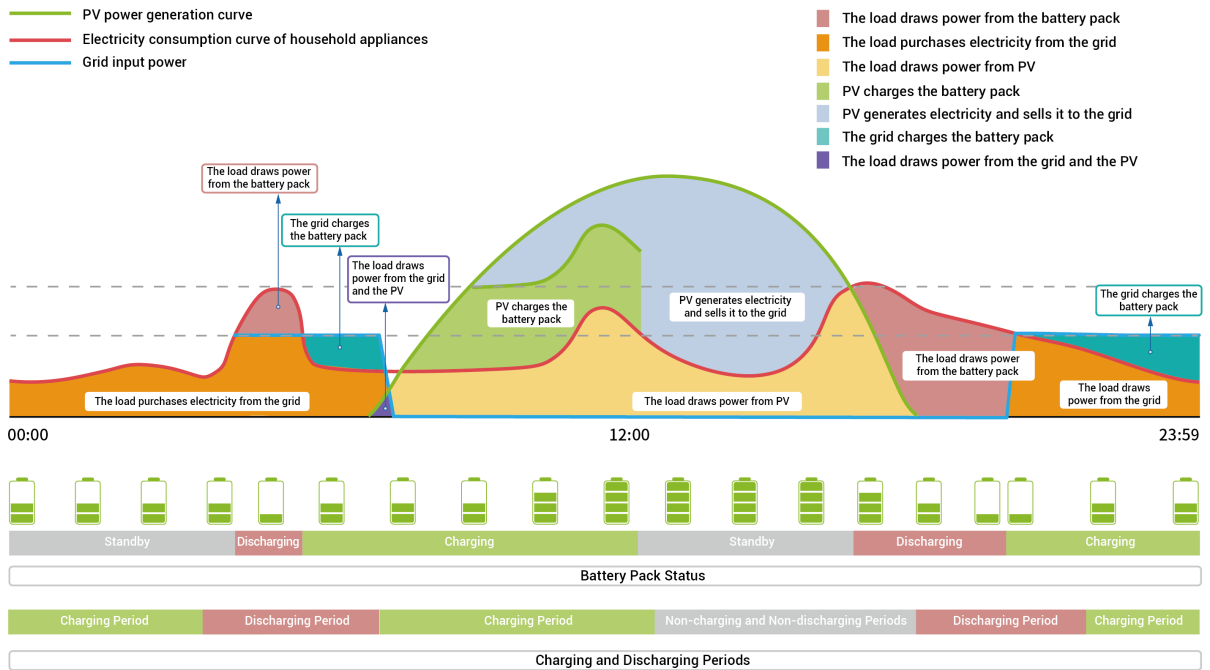 PV power generation curve
Electricity consumption curve of household appliances
Grid input power
The load draws power from the battery pack
The load purchases electricity from the grid
The load draws power from PV
PV charges the battery pack
PV generates electricity and sells it to the grid
The grid charges the battery pack
The load draws power from the grid and the PV
The load draws power
from the battery pack
The grid charges
the battery pack
The load draws
power from the grid
and the PV
PV charges the
battery pack
PV generates electricity
and sells it to the grid
The grid charges the
battery pack
The load draws power
from the battery pack
The load draws
power from the grid
The load purchases electricity from the grid
The load draws power from PV
00:00
12:00
23:59
Standby
Discharging
Charging
Standby
Discharging
Charging
Battery Pack Status
Charging Period
Discharging Period
Charging Period
Non-charging and Non-discharging Periods
Discharging Period
Charging Period
Charging and Discharging Periods